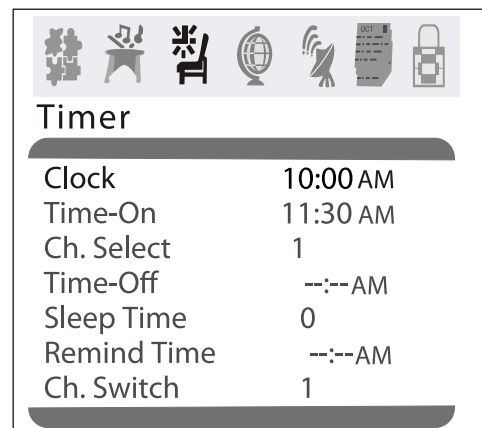 OCT
Timer
Clock 10:00 AM
Time-On 11:30 AM
Ch. Select 1
Time-Off --:-- AM
Sleep Time 0
Remind Time --:-- AM
Ch. Switch 1